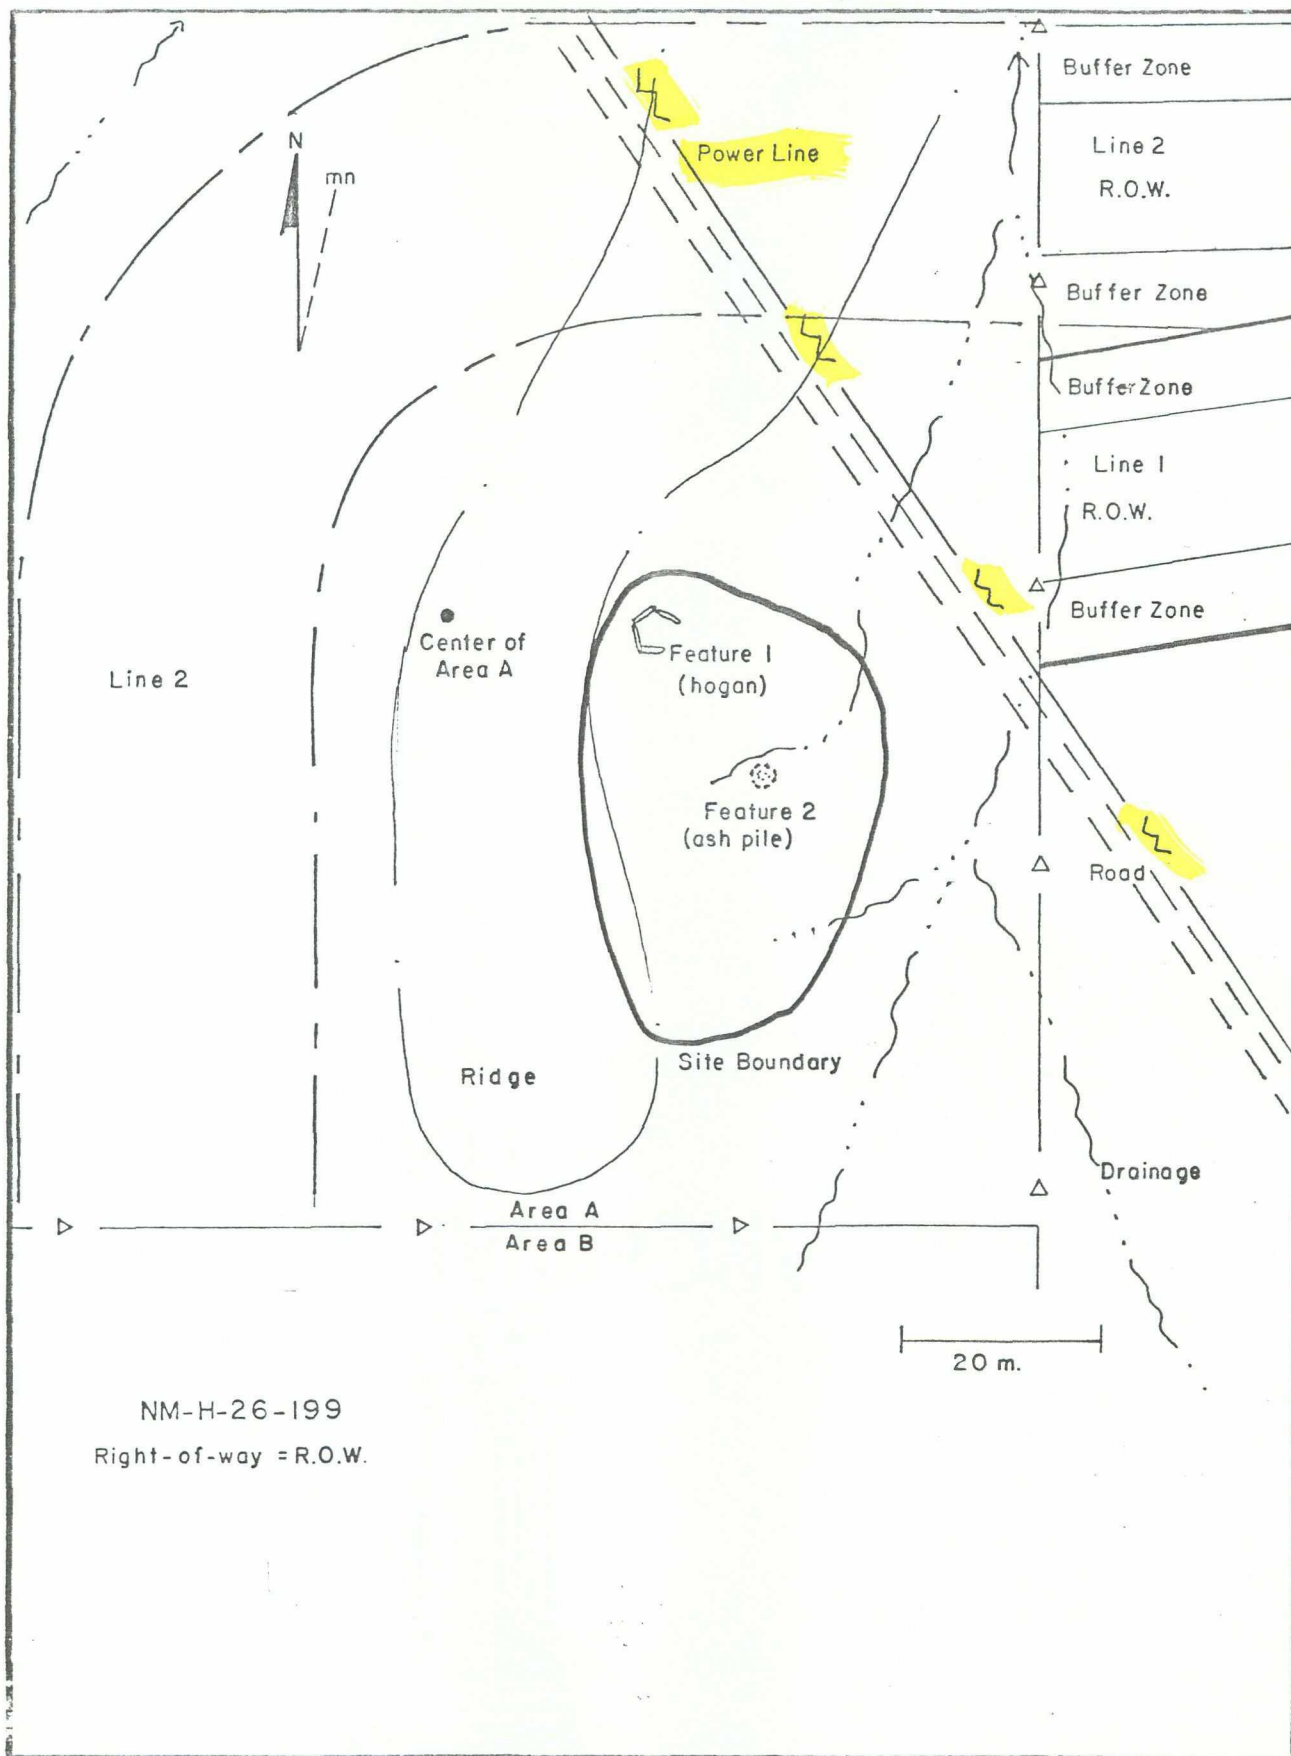 Buffer Zone
N
mn
Power Line
Line 2
R.O.W.
Buffer Zone
Buffer Zone
Line 1
R.O.W.
Buffer Zone
Center of
Area A
Feature 1
(hogan)
Line 2
Feature 2
(ash pile)
Road
Site Boundary
Ridge
Drainage
Area A
Area B
20 m.
NM-H-26-199
Right-of-way = R.O.W.